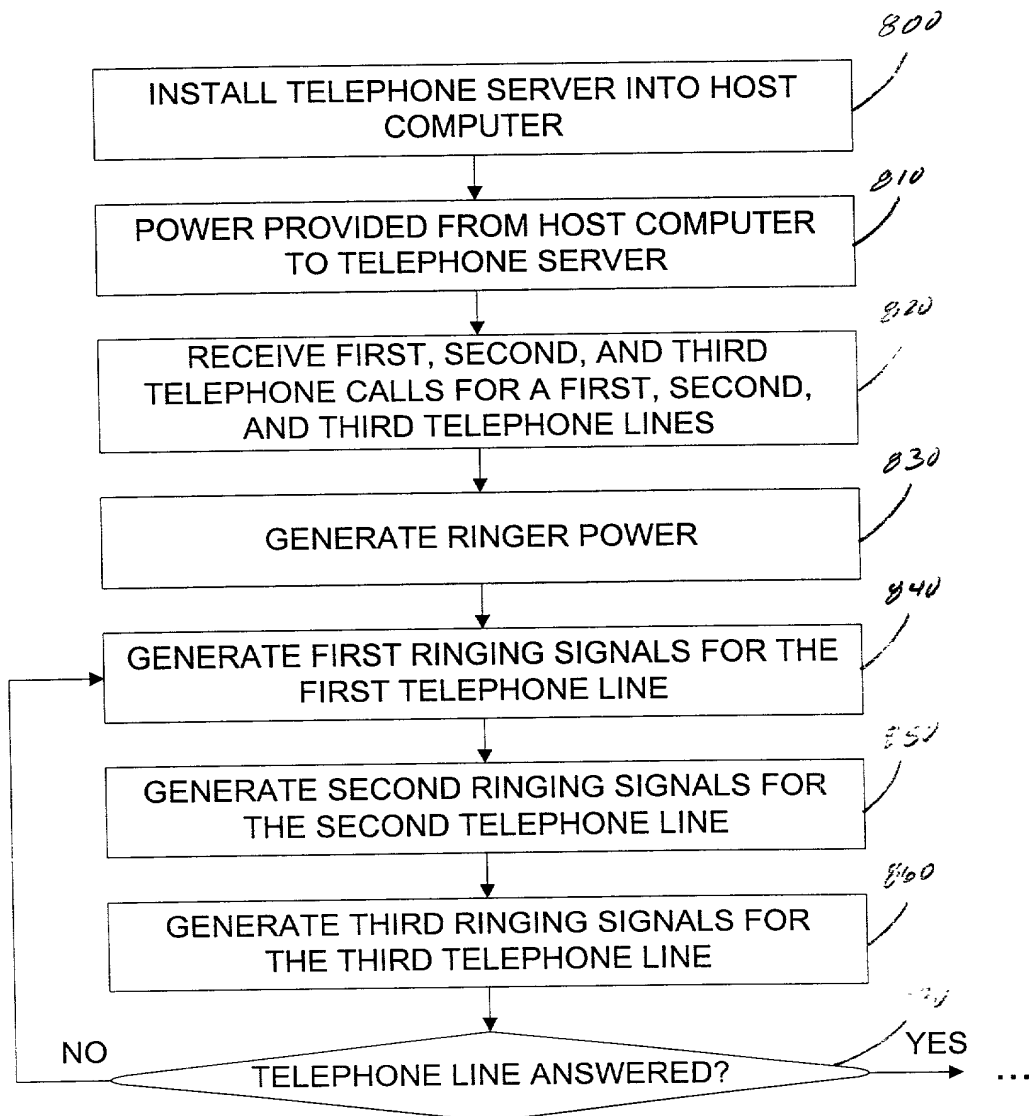 800
INSTALL TELEPHONE SERVER INTO HOST
COMPUTER
810
POWER PROVIDED FROM HOST COMPUTER
TO TELEPHONE SERVER
820
RECEIVE FIRST, SECOND, AND THIRD
TELEPHONE CALLS FOR A FIRST, SECOND,
AND THIRD TELEPHONE LINES
830
GENERATE RINGER POWER
840
GENERATE FIRST RINGING SIGNALS FOR THE
FIRST TELEPHONE LINE
850
GENERATE SECOND RINGING SIGNALS FOR
THE SECOND TELEPHONE LINE
860
GENERATE THIRD RINGING SIGNALS FOR
THE THIRD TELEPHONE LINE
NO
TELEPHONE LINE ANSWERED?
YES
...